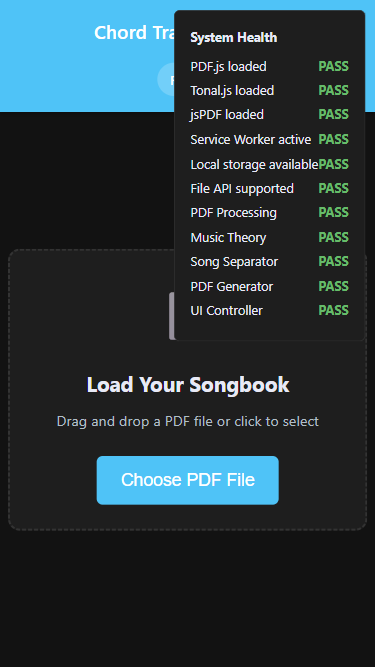 Chord
System Health
PDF.js loaded PASS
Tonal.js loaded PASS
jsPDF loaded PASS
Service Worker active PASS
Local storage available PASS
File API supported PASS
PDF Processing PASS
Music Theory PASS
Song Separator PASS
PDF Generator PASS
UI Controller PASS
Load Your Songbook
Drag and drop a PDF file or click to select
Choose PDF File